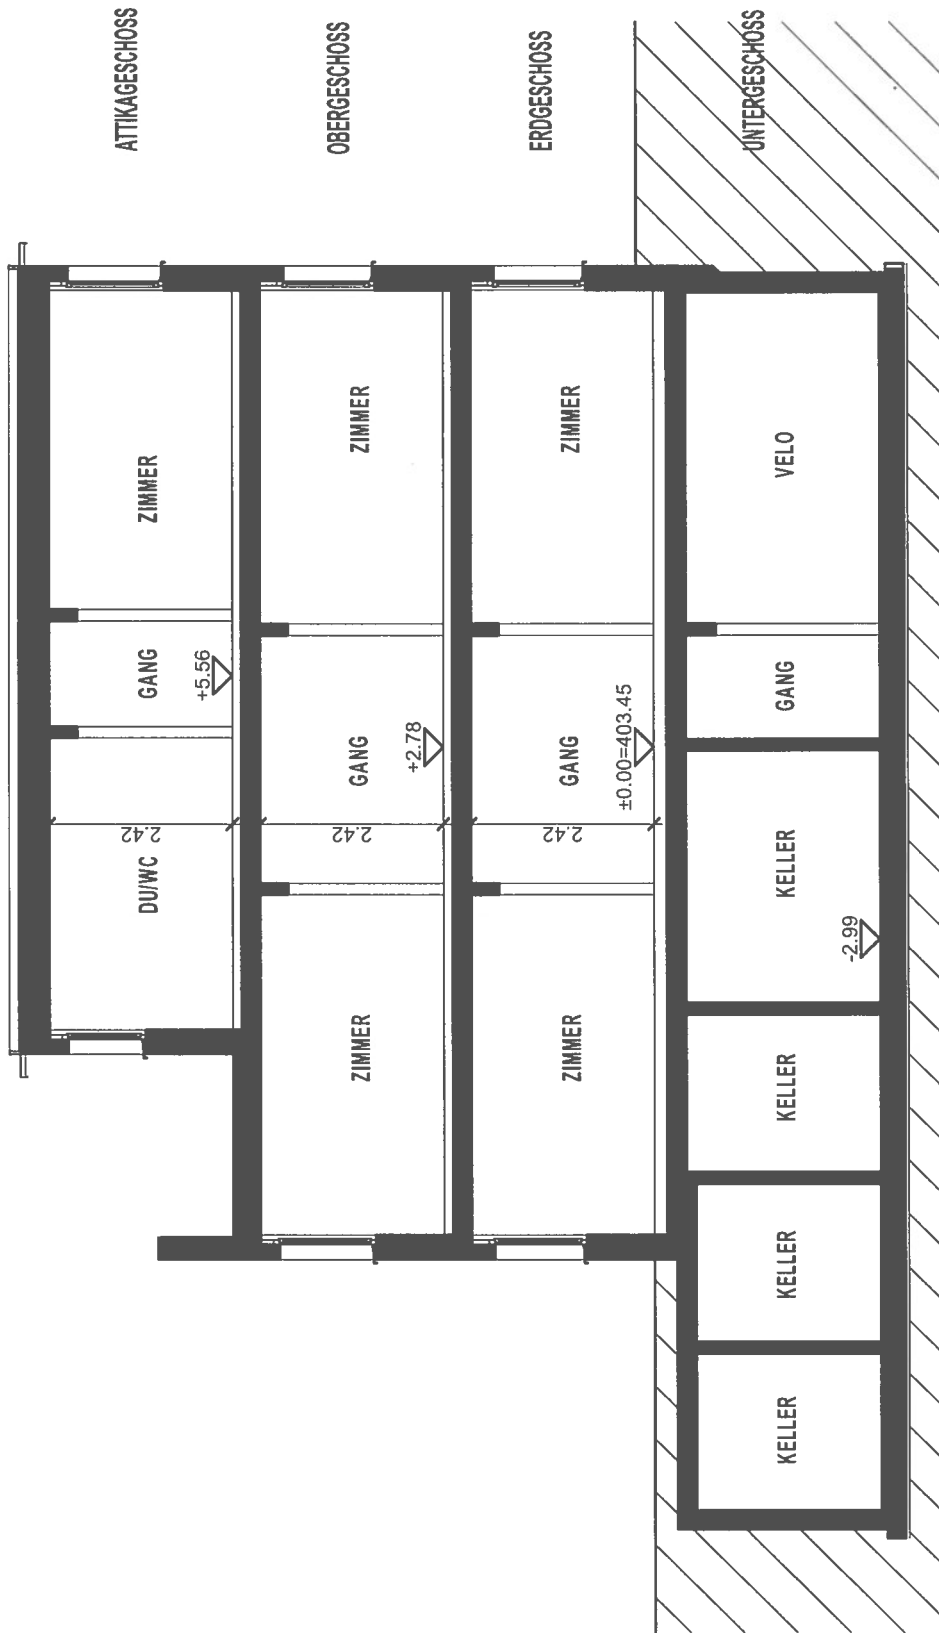 ATTIKAGESCHOSS
DU/WC
GANG
ZIMMER
2.42
+5.56
OBERGESCHOSS
ZIMMER
GANG
ZIMMER
2.42
+2.78
ERDGESCHOSS
ZIMMER
GANG
ZIMMER
2.42
±0.00=403.45
UNTERGESCHOSS
KELLER
KELLER
KELLER
KELLER
GANG
VELO
-2.99